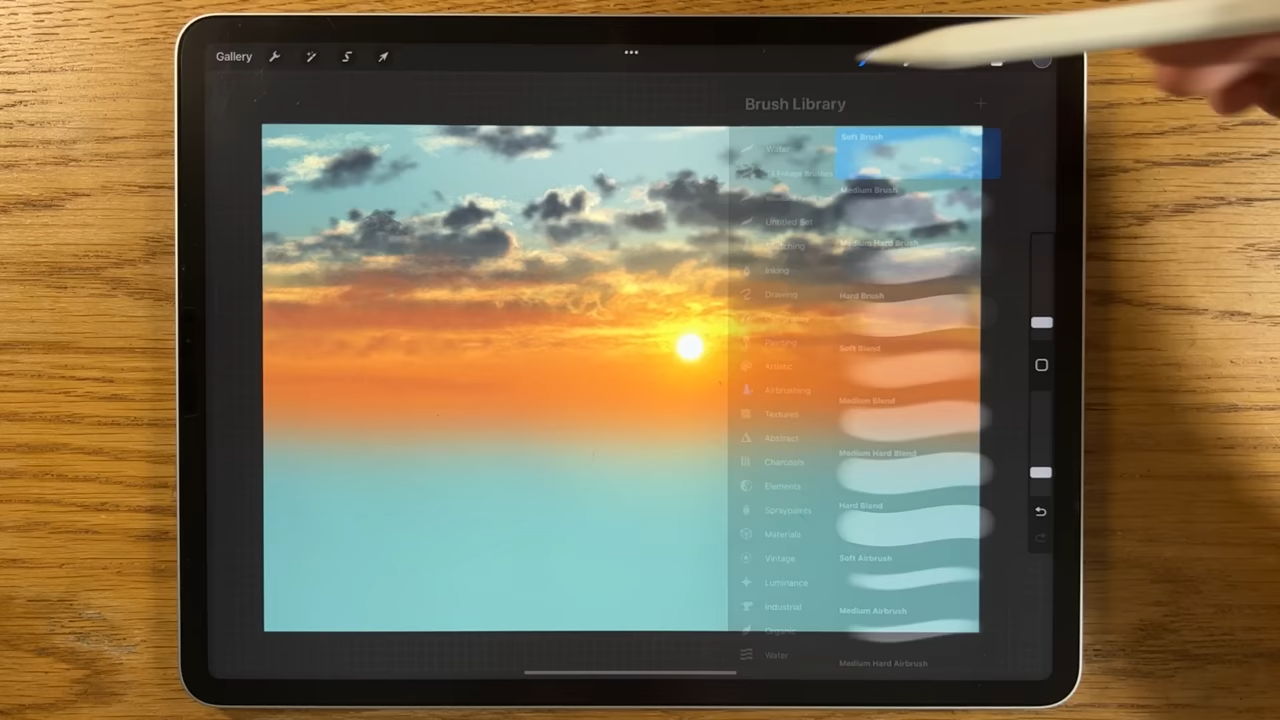 Gallery
Brush Library
Water
Foliage Brushes
Untitled Set
Inking
Drawing
Painting
Artistic
Airbrushing
Textures
Abstract
Charcoals
Elements
Spraypaints
Materials
Vintage
Luminance
Industrial
Organic
Water
Soft Brush
Medium Brush
Medium Hard Brush
Hard Brush
Soft Blend
Medium Blend
Medium Hard Blend
Hard Blend
Soft Airbrush
Medium Airbrush
Medium Hard Airbrush